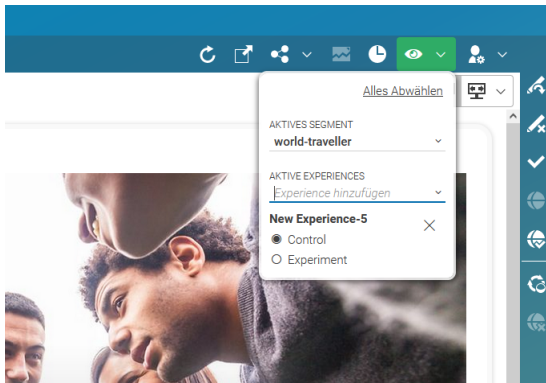 Alles Abwählen
AKTIVES SEGMENT
world-traveller
AKTIVE EXPERIENCES
Experience hinzufügen
New Experience-5
Control
Experiment